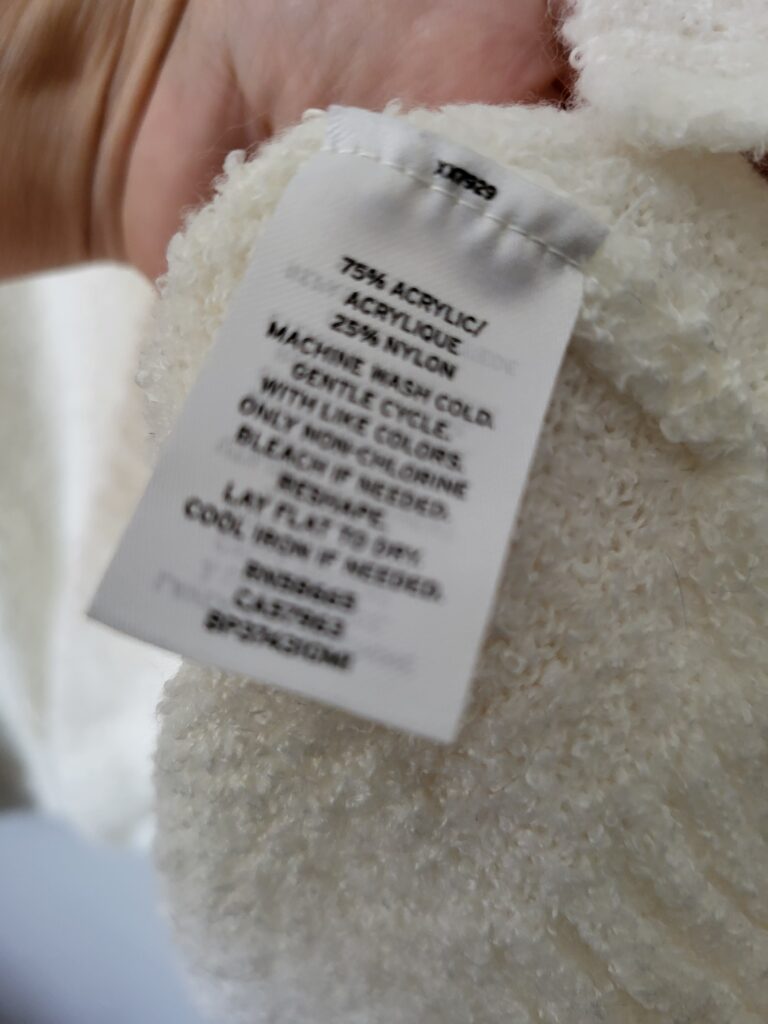 75% ACRYLIC/
ACRYLIQUE
25% NYLON
MACHINE WASH COLD.
GENTLE CYCLE.
WITH LIKE COLORS.
ONLY NON-CHLORINE
BLEACH IF NEEDED.
RESHAPE.
LAY FLAT TO DRY.
COOL IRON IF NEEDED.
CA57963